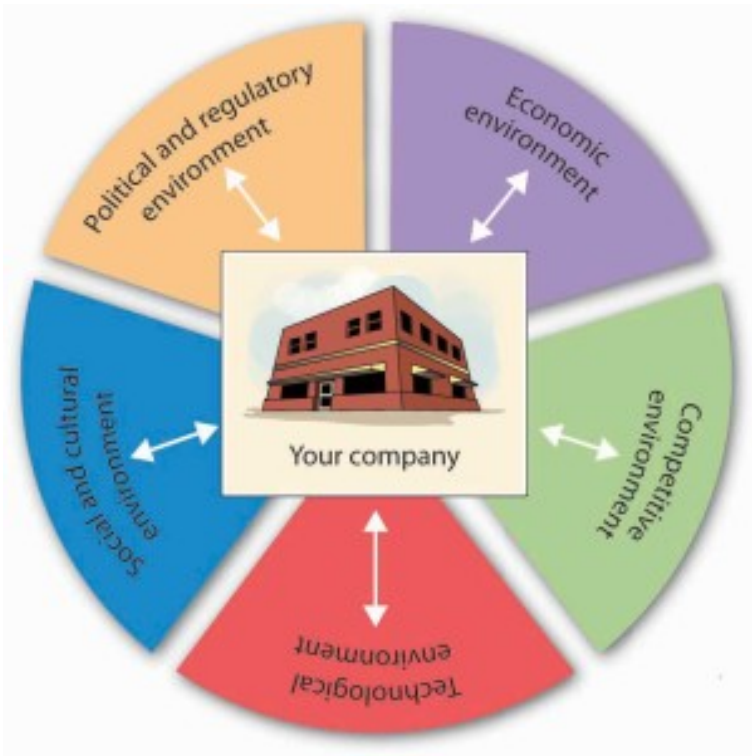 Political and regulatory
environment
Economic
environment
Competitive
environment
Technological
environment
Social and cultural
environment
Your company